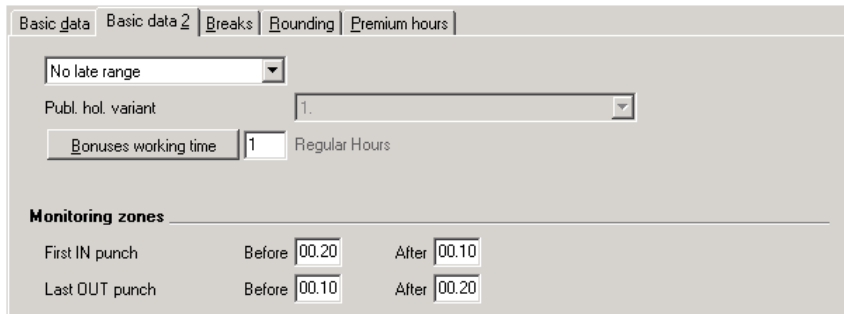 Basic data Basic data 2 Breaks Rounding Premium hours
No late range
Publ. hol. variant 1.
Bonuses working time 1 Regular Hours
Monitoring zones
First IN punch Before 00.20 After 00.10
Last OUT punch Before 00.10 After 00.20